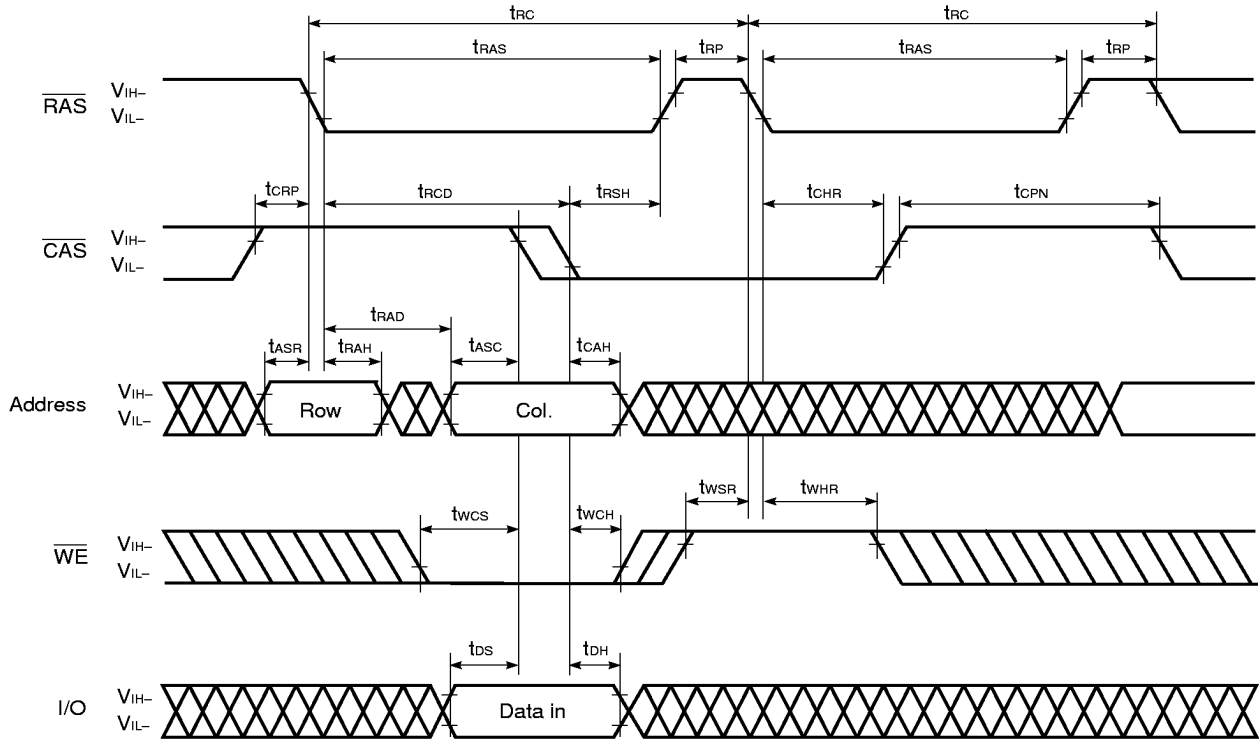 tRC tRC
tRAS tRP tRAS tRP
RAS VIH–
VIL–
tCRP tRCD tRSH tCHR tCPN
CAS VIH–
VIL–
tRAD
tASR tRAH tASC tCAH
Address VIH–
VIL–
Row Col.
tWSR tWHR
tWCS tWCH
WE VIH–
VIL–
tDS tDH
I/O VIH–
VIL–
Data in